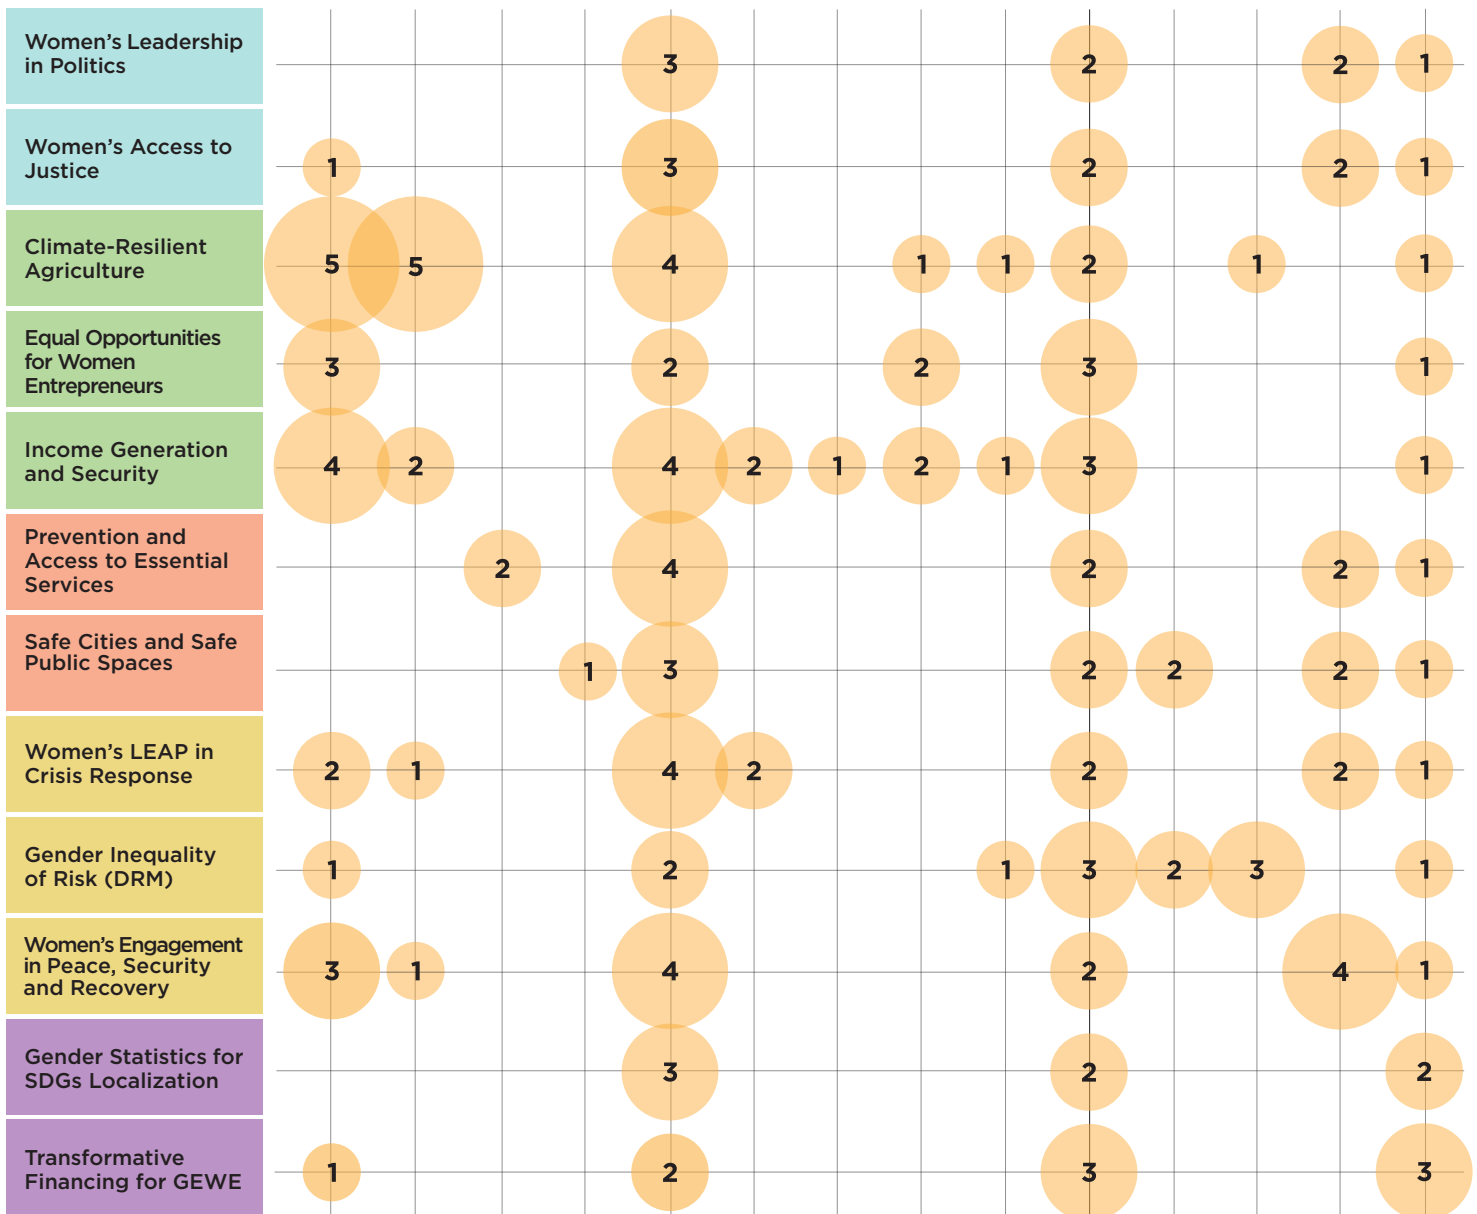 Women's Leadership
in Politics
3 2 2 1
Women's Access to
Justice
1 3 2 2 1
Climate-Resilient
Agriculture
5 5 4 1 1 2 1 1
Equal Opportunities
for Women
Entrepreneurs
3 2 2 3 1
Income Generation
and Security
4 2 4 2 1 2 1 3 1
Prevention and
Access to Essential
Services
2 4 2 2 1
Safe Cities and Safe
Public Spaces
1 3 2 2 2 1
Women's LEAP in
Crisis Response
2 1 4 2 2 2 1
Gender Inequality
of Risk (DRM)
1 2 1 3 2 3 1
Women's Engagement
in Peace, Security
and Recovery
3 1 4 2 4 1
Gender Statistics for
SDGs Localization
3 2 2
Transformative
Financing for GEWE
1 2 3 3